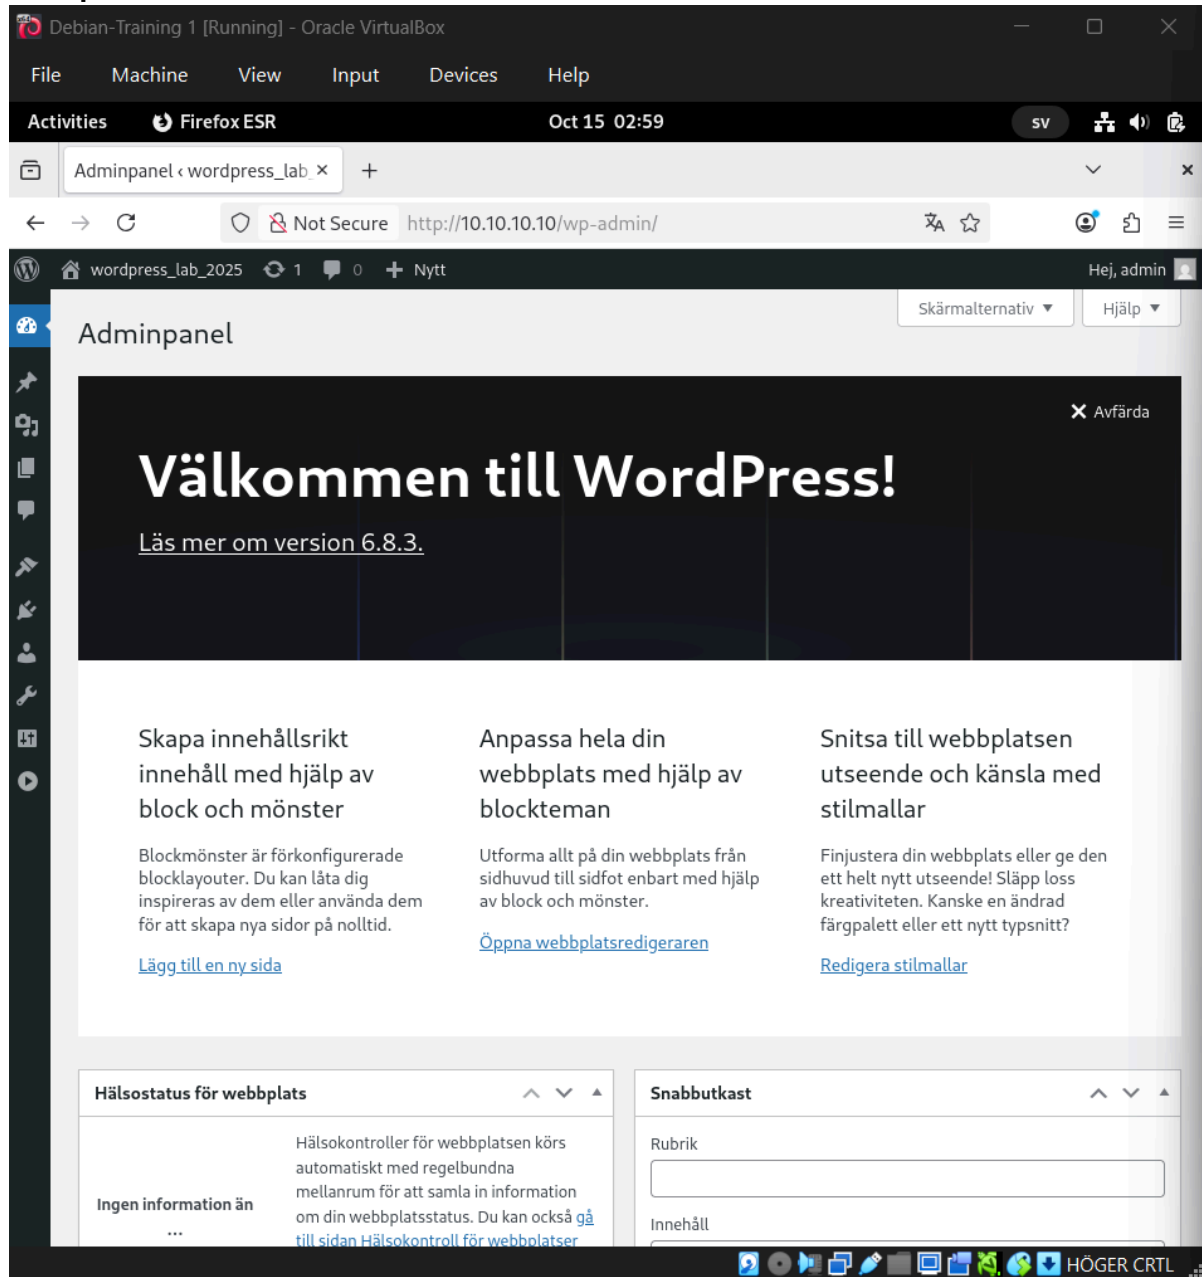 Debian-Training 1 [Running] - Oracle VirtualBox
File Machine View Input Devices Help
Activities Firefox ESR Oct 15 02:59 sv
Adminpanel ‹ wordpress_lab_
Not Secure http://10.10.10.10/wp-admin/
wordpress_lab_2025 1 0 Nytt Hej, admin
Skärmalternativ Hjälp
Adminpanel
Avfärda
Välkommen till WordPress!
Läs mer om version 6.8.3.
Skapa innehållsrikt
innehåll med hjälp av
block och mönster
Blockmönster är förkonfigurerade
blocklayouter. Du kan låta dig
inspireras av dem eller använda dem
för att skapa nya sidor på nolltid.
Lägg till en ny sida
Anpassa hela din
webbplats med hjälp av
blockteman
Utforma allt på din webbplats från
sidhuvud till sidfot enbart med hjälp
av block och mönster.
Öppna webbplatsredigeraren
Snitsa till webbplatsen
utseende och känsla med
stilmallar
Finjustera din webbplats eller ge den
ett helt nytt utseende! Släpp loss
kreativiteten. Kanske en ändrad
färgpalett eller ett nytt typsnitt?
Redigera stilmallar
Hälsostatus för webbplats
Ingen information än
...
Hälsokontroller för webbplatsen körs
automatiskt med regelbundna
mellanrum för att samla in information
om din webbplatsstatus. Du kan också gå
till sidan Hälsokontroll för webbplatser
Snabbutkast
Rubrik
Innehåll
HÖGER CRTL